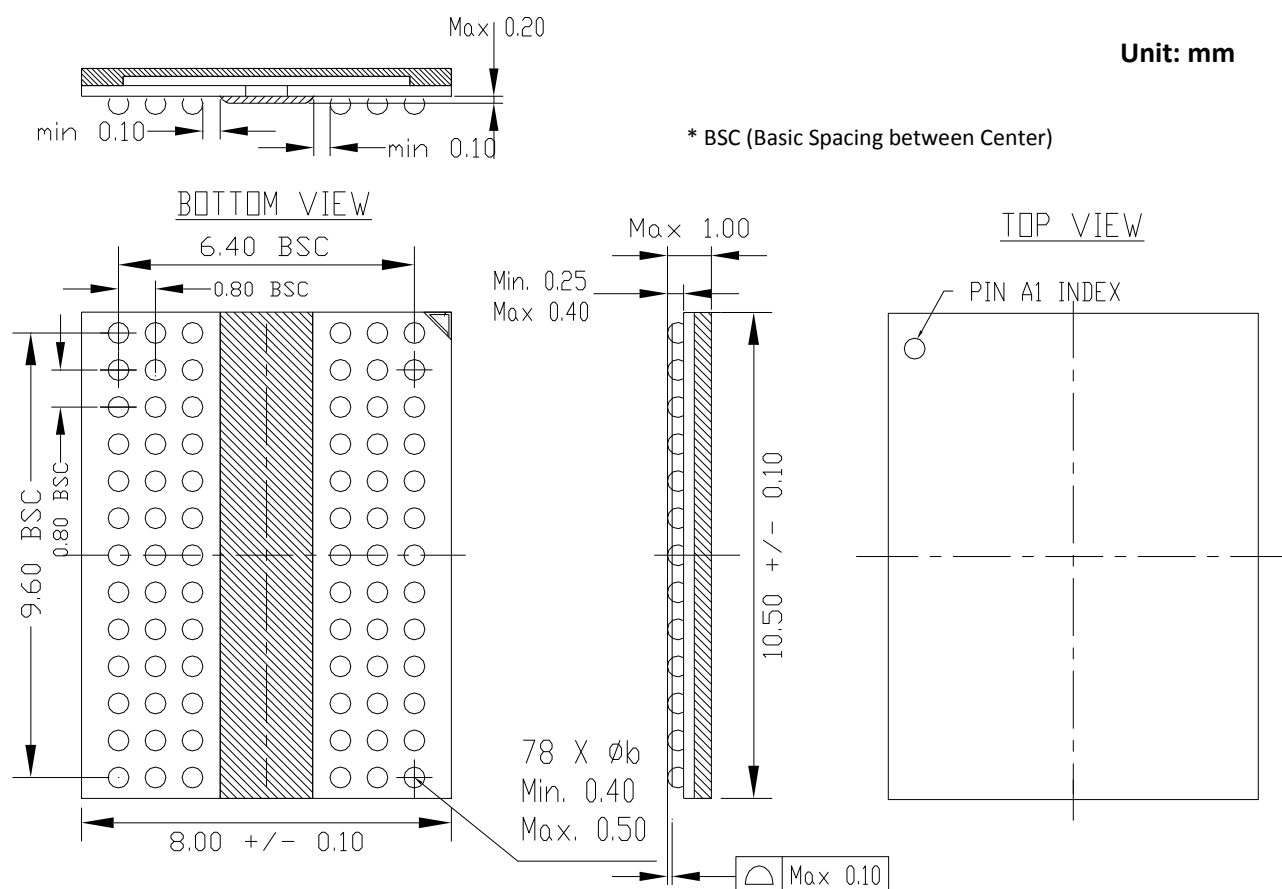 Max 0.20
Unit: mm
min 0.10
min 0.10
* BSC (Basic Spacing between Center)
BOTTOM VIEW
6.40 BSC
0.80 BSC
Max 1.00
Min. 0.25
Max 0.40
TOP VIEW
PIN A1 INDEX
9.60 BSC
0.80 BSC
10.50 +/- 0.10
78 X Øb
Min. 0.40
Max. 0.50
8.00 +/- 0.10
Max 0.10